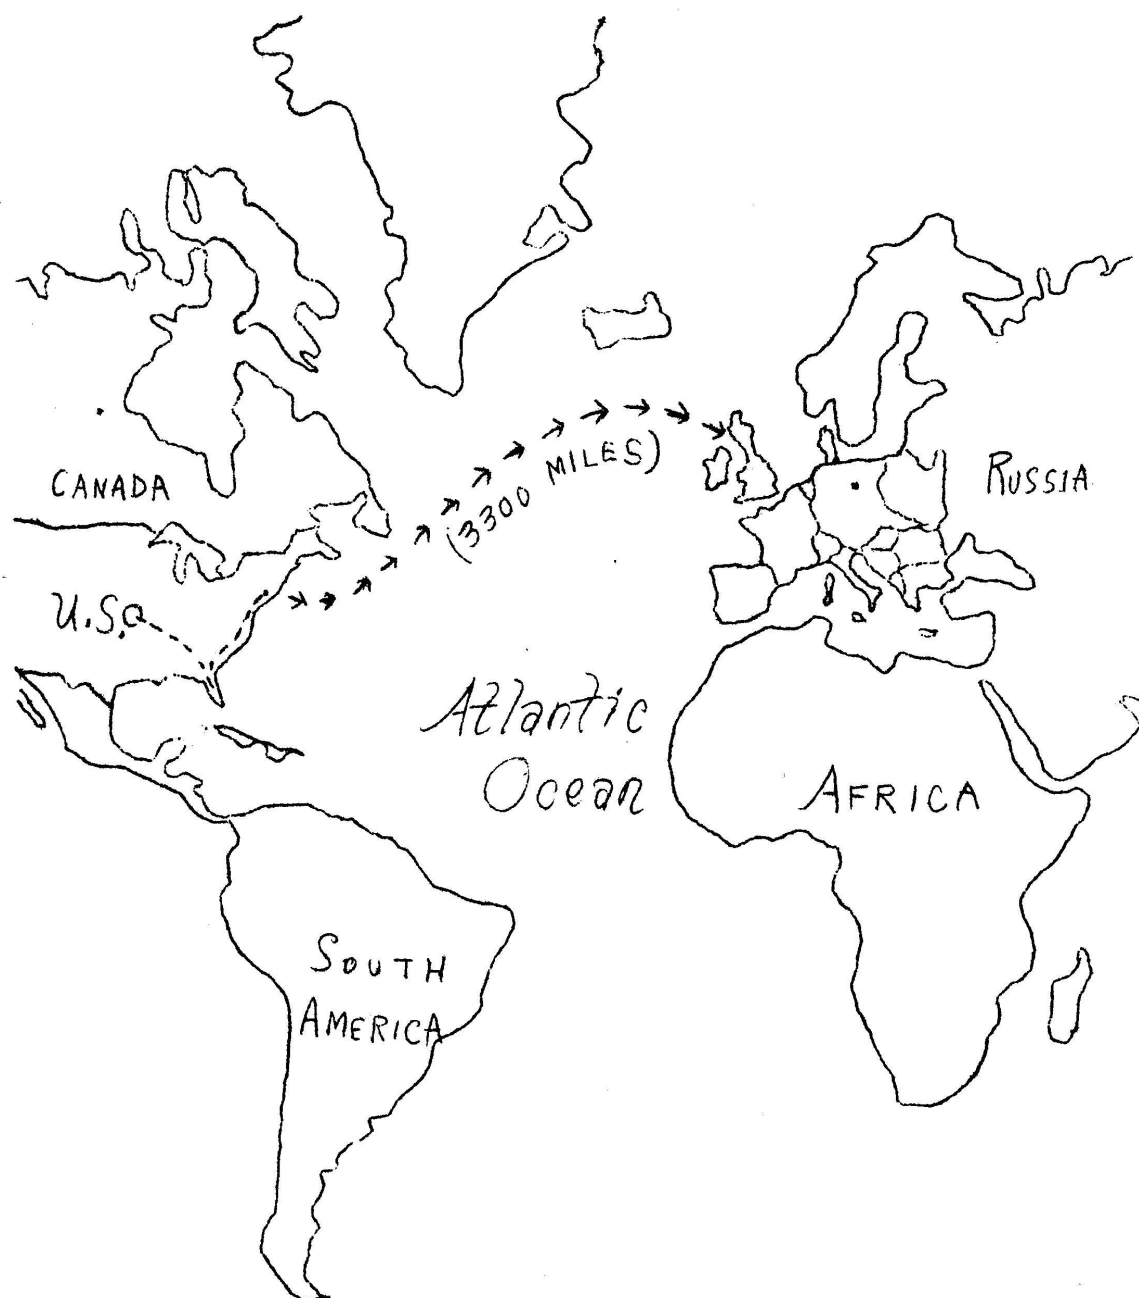 CANADA
(3300 MILES)
RUSSIA
U.S.
Atlantic
Ocean
AFRICA
SOUTH
AMERICA